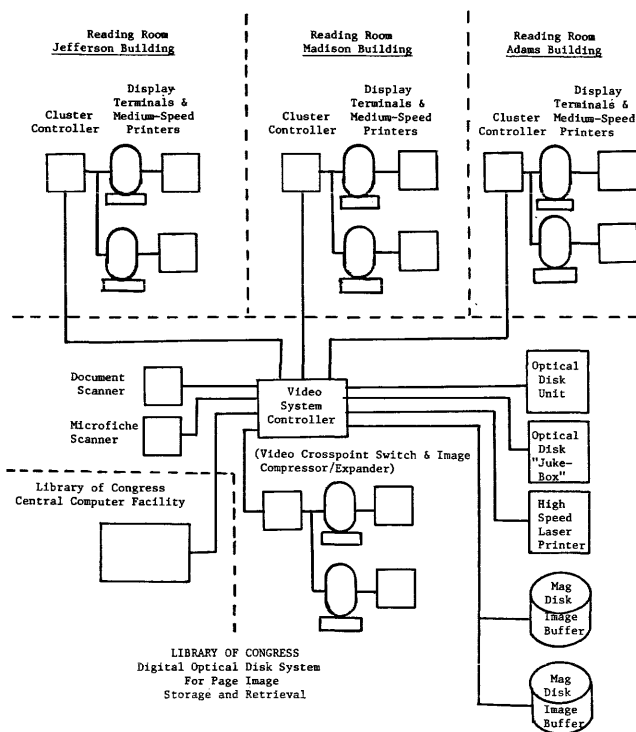 Reading Room
Jefferson Building
Display
Terminals &
Cluster Medium-Speed
Controller Printers
Reading Room
Madison Building
Display
Terminals &
Cluster Medium-Speed
Controller Printers
Reading Room
Adams Building
Display
Terminals &
Cluster Medium-Speed
Controller Printers
Document
Scanner
Microfiche
Scanner
Video
System
Controller
(Video Crosspoint Switch & Image
Compressor/Expander)
Optical
Disk
Unit
Optical
Disk
"Juke-
Box"
High
Speed
Laser
Printer
Library of Congress
Central Computer Facility
Mag
Disk
Image
Buffer
Mag
Disk
Image
Buffer
LIBRARY OF CONGRESS
Digital Optical Disk System
For Page Image
Storage and Retrieval